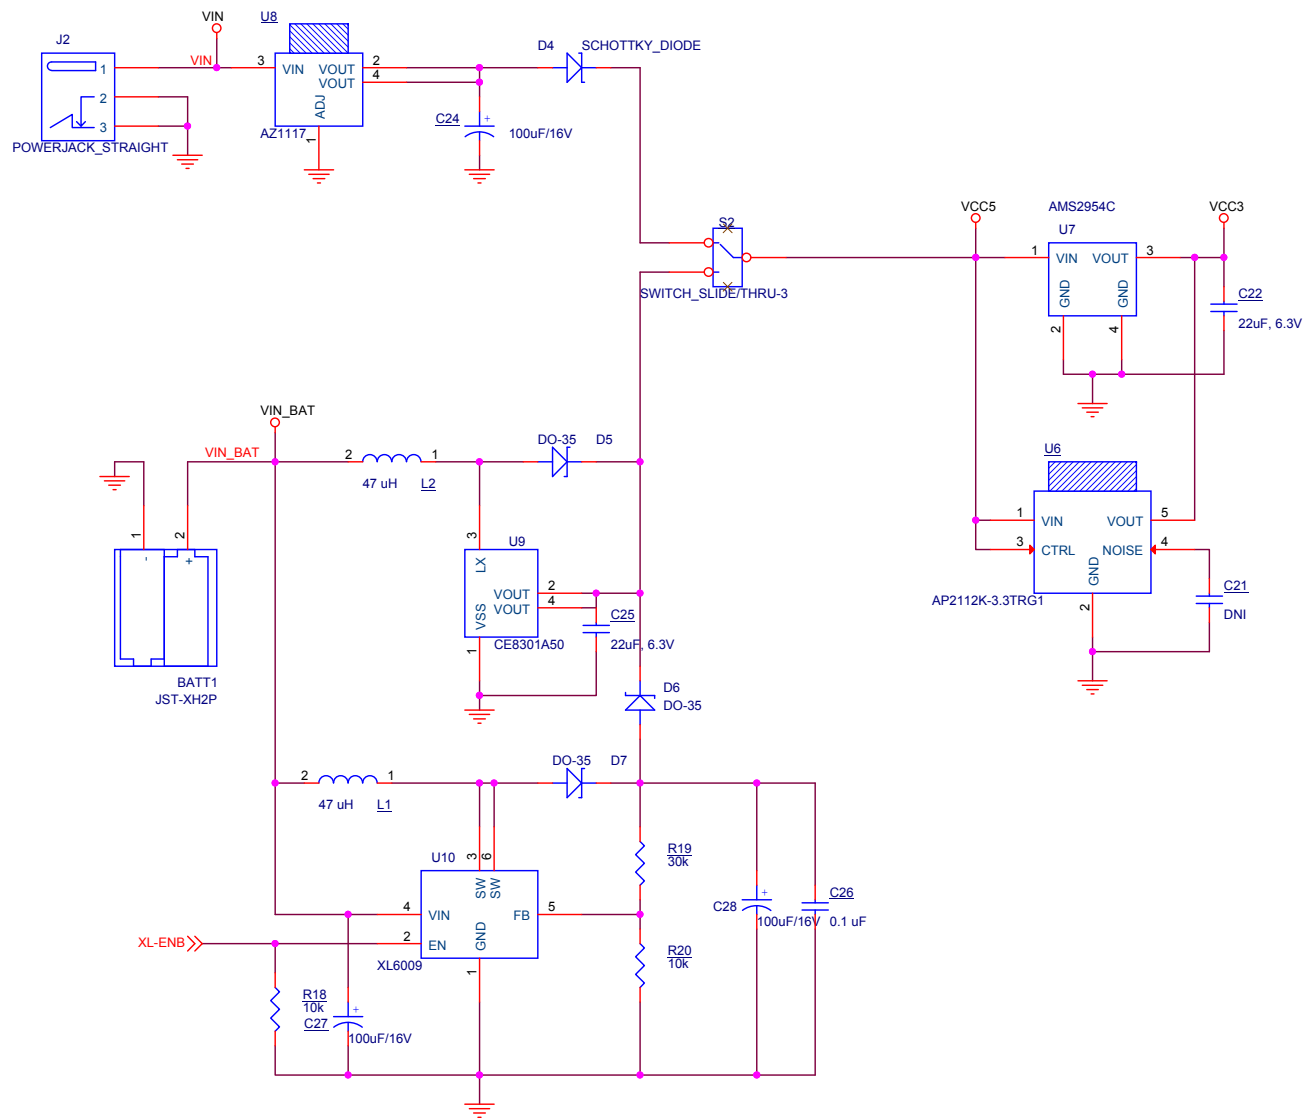 J2
1
2
3
POWERJACK_STRAIGHT
VIN
VIN
U8
3
VIN
VOUT
2
VOUT
4
ADJ
1
AZ1117
C24
+
100uF/16V
D4
SCHOTTKY_DIODE
S2
SWITCH_SLIDE/THRU-3
VCC5
AMS2954C
U7
1
VIN
VOUT
3
GND
GND
2
4
VCC3
C22
22uF, 6.3V
U6
1
VIN
VOUT
5
3
CTRL
NOISE
4
GND
2
AP2112K-3.3TRG1
C21
DNI
VIN_BAT
VIN_BAT
2
1
47 uH
L2
DO-35
D5
1
2
-
+
BATT1
JST-XH2P
U9
3
LX
VOUT
2
VOUT
4
VSS
1
CE8301A50
C25
22uF, 6.3V
D6
DO-35
2
1
47 uH
L1
DO-35
D7
U10
3
6
SW
SW
4
VIN
FB
5
2
EN
GND
1
XL6009
XL-ENB
R18
10k
C27
+
100uF/16V
R19
30k
R20
10k
C28
+
100uF/16V
C26
0.1 uF